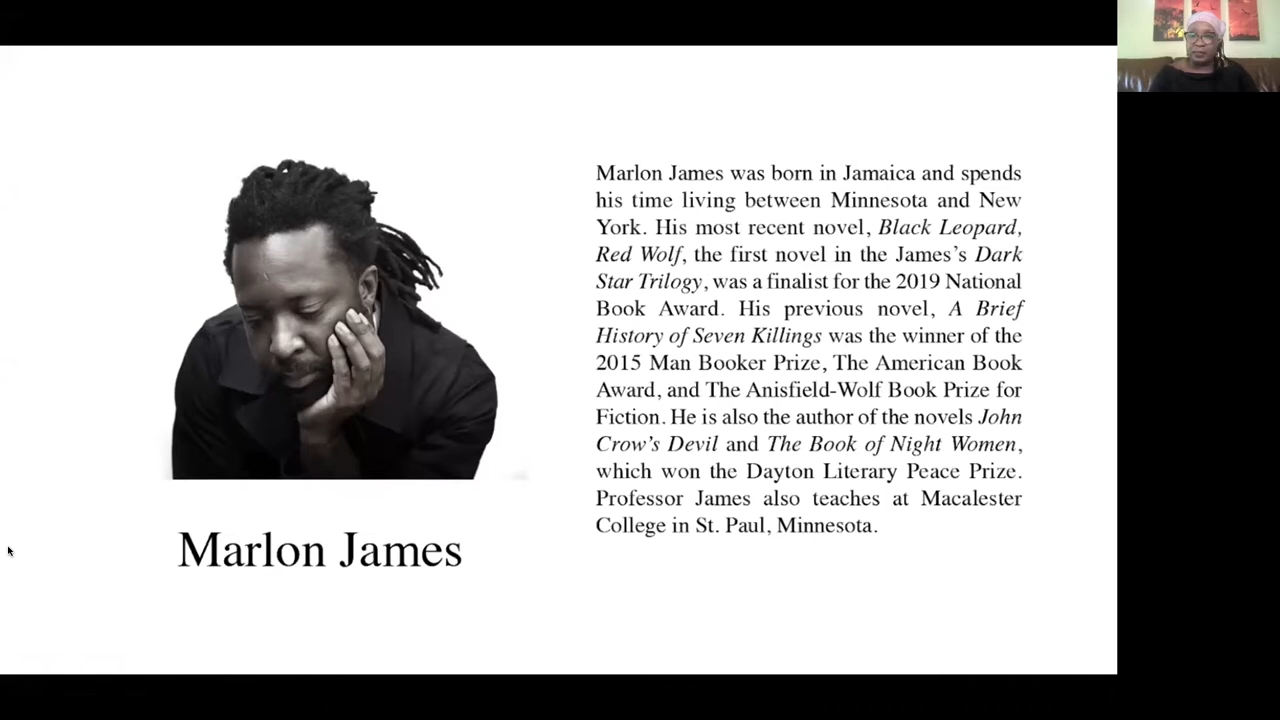 Marlon James was born in Jamaica and spends
his time living between Minnesota and New
York. His most recent novel, Black Leopard,
Red Wolf, the first novel in the James’s Dark
Star Trilogy, was a finalist for the 2019 National
Book Award. His previous novel, A Brief
History of Seven Killings was the winner of the
2015 Man Booker Prize, The American Book
Award, and The Anisfield-Wolf Book Prize for
Fiction. He is also the author of the novels John
Crow’s Devil and The Book of Night Women,
which won the Dayton Literary Peace Prize.
Professor James also teaches at Macalester
College in St. Paul, Minnesota.
Marlon James